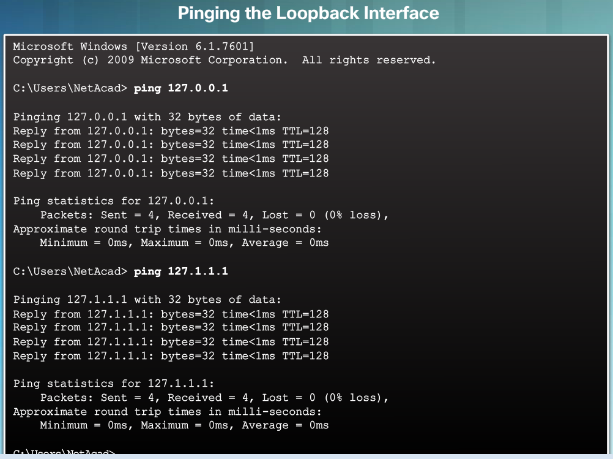 Pinging the Loopback Interface
Microsoft Windows [Version 6.1.7601]
Copyright (c) 2009 Microsoft Corporation.  All rights reserved.
C:\Users\NetAcad> ping 127.0.0.1
Pinging 127.0.0.1 with 32 bytes of data:
Reply from 127.0.0.1: bytes=32 time<1ms TTL=128
Reply from 127.0.0.1: bytes=32 time<1ms TTL=128
Reply from 127.0.0.1: bytes=32 time<1ms TTL=128
Reply from 127.0.0.1: bytes=32 time<1ms TTL=128
Ping statistics for 127.0.0.1:
    Packets: Sent = 4, Received = 4, Lost = 0 (0% loss),
Approximate round trip times in milli-seconds:
    Minimum = 0ms, Maximum = 0ms, Average = 0ms
C:\Users\NetAcad> ping 127.1.1.1
Pinging 127.1.1.1 with 32 bytes of data:
Reply from 127.1.1.1: bytes=32 time<1ms TTL=128
Reply from 127.1.1.1: bytes=32 time<1ms TTL=128
Reply from 127.1.1.1: bytes=32 time<1ms TTL=128
Reply from 127.1.1.1: bytes=32 time<1ms TTL=128
Ping statistics for 127.1.1.1:
    Packets: Sent = 4, Received = 4, Lost = 0 (0% loss),
Approximate round trip times in milli-seconds:
    Minimum = 0ms, Maximum = 0ms, Average = 0ms
C:\Users\NetAcad>